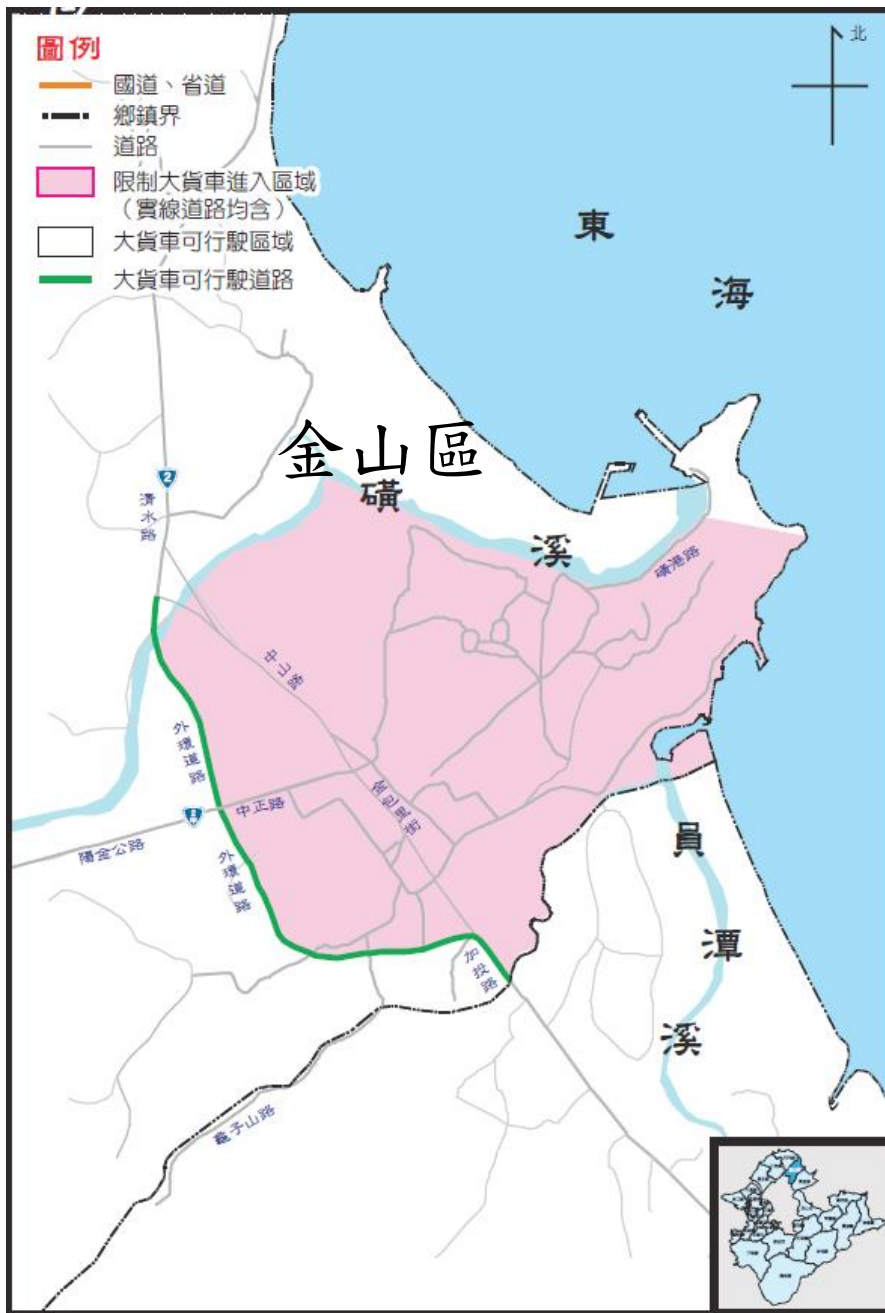 圖例
國道、省道
鄉鎮界
道路
限制大貨車進入區域
（實線道路均含）
大貨車可行駛區域
大貨車可行駛道路
北
東
海
金山區
磺
溪
2
清水路
磺港路
中山路
外環道路
金包里街
中正路
陽金公路
外環道路
員
潭
溪
加投路
龜子山路